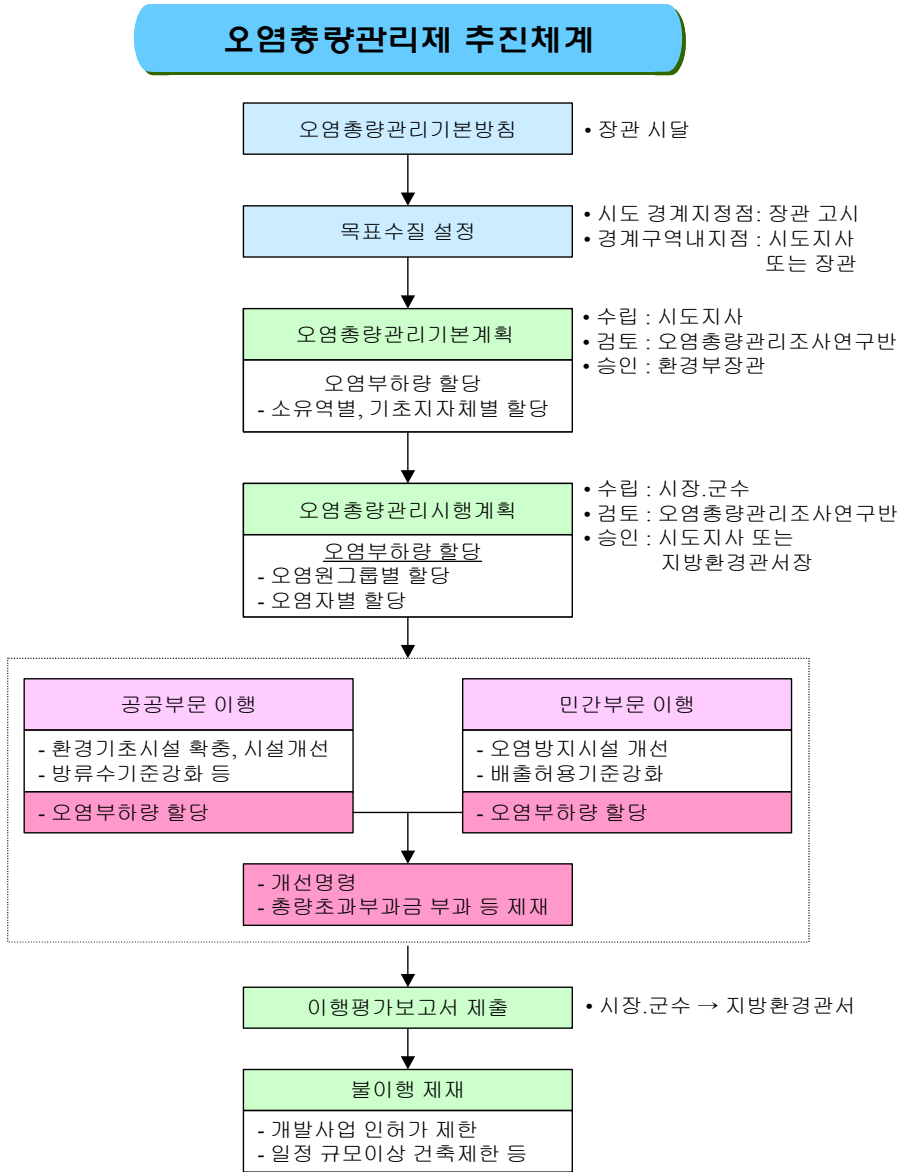 오염총량관리제 추진체계
오염총량관리기본방침
• 장관 시달
목표수질 설정
• 시도 경계지정점: 장관 고시
• 경계구역내지점 : 시도지사
또는 장관
오염총량관리기본계획
오염부하량 할당
- 소유역별, 기초지자체별 할당
• 수립 : 시도지사
• 검토 : 오염총량관리조사연구반
• 승인 : 환경부장관
오염총량관리시행계획
오염부하량 할당
- 오염원그룹별 할당
- 오염자별 할당
• 수립 : 시장.군수
• 검토 : 오염총량관리조사연구반
• 승인 : 시도지사 또는
지방환경관서장
공공부문 이행
- 환경기초시설 확충, 시설개선
- 방류수기준강화 등
- 오염부하량 할당
민간부문 이행
- 오염방지시설 개선
- 배출허용기준강화
- 오염부하량 할당
- 개선명령
- 총량초과부과금 부과 등 제재
이행평가보고서 제출
• 시장.군수 → 지방환경관서
불이행 제재
- 개발사업 인허가 제한
- 일정 규모이상 건축제한 등